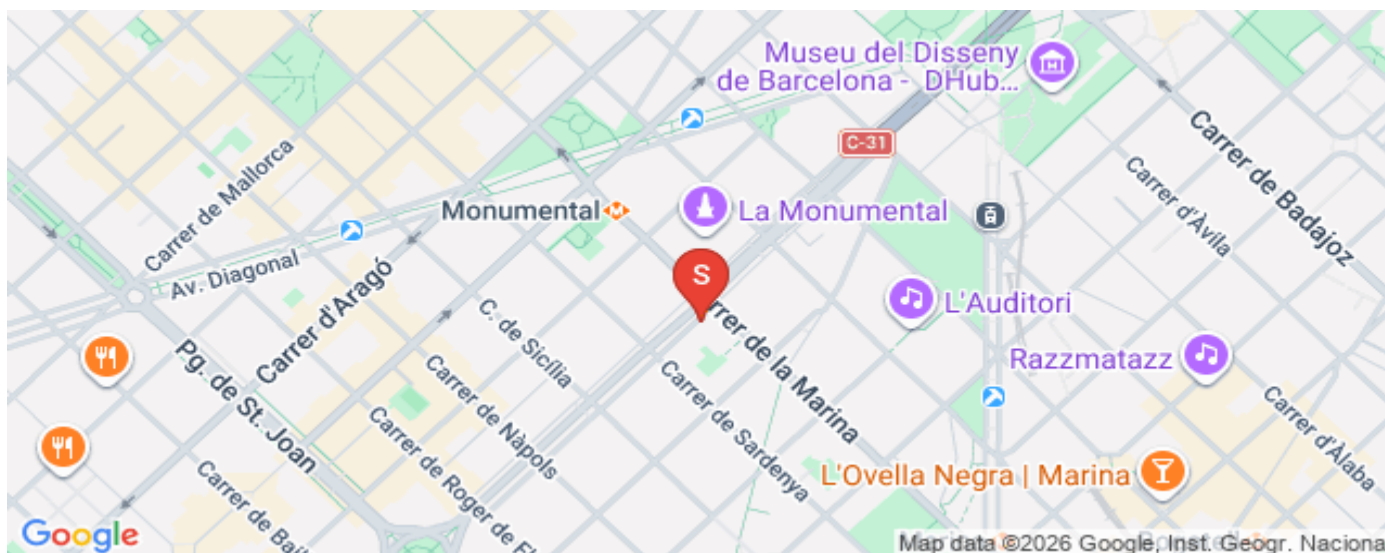 Museu del Disseny
de Barcelona - DHub...
C-31
Carrer de Badajoz
Carrer de Mallorca
Carrer d'Àvila
Monumental
La Monumental
Av. Diagonal
S
Carrer d'Aragó
L'Auditori
C. de Sicília
Carrer de la Marina
Razzmatazz
Pg. de St. Joan
Carrer de Nàpols
Carrer de Sardenya
Carrer d'Àlaba
Carrer de Roger de Fl
L'Ovella Negra | Marina
Carrer de Bai
Google
Map data ©2026 Google, Inst. Geogr. Naciona